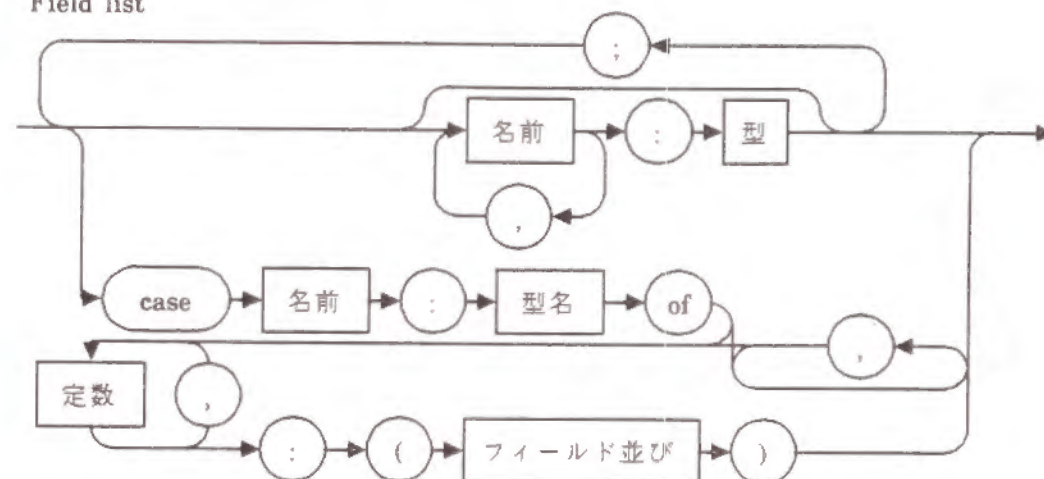 Field list
;
名前 : 型
,
case 名前 : 型名 of
,
定数 ,
: ( フィールド並び )